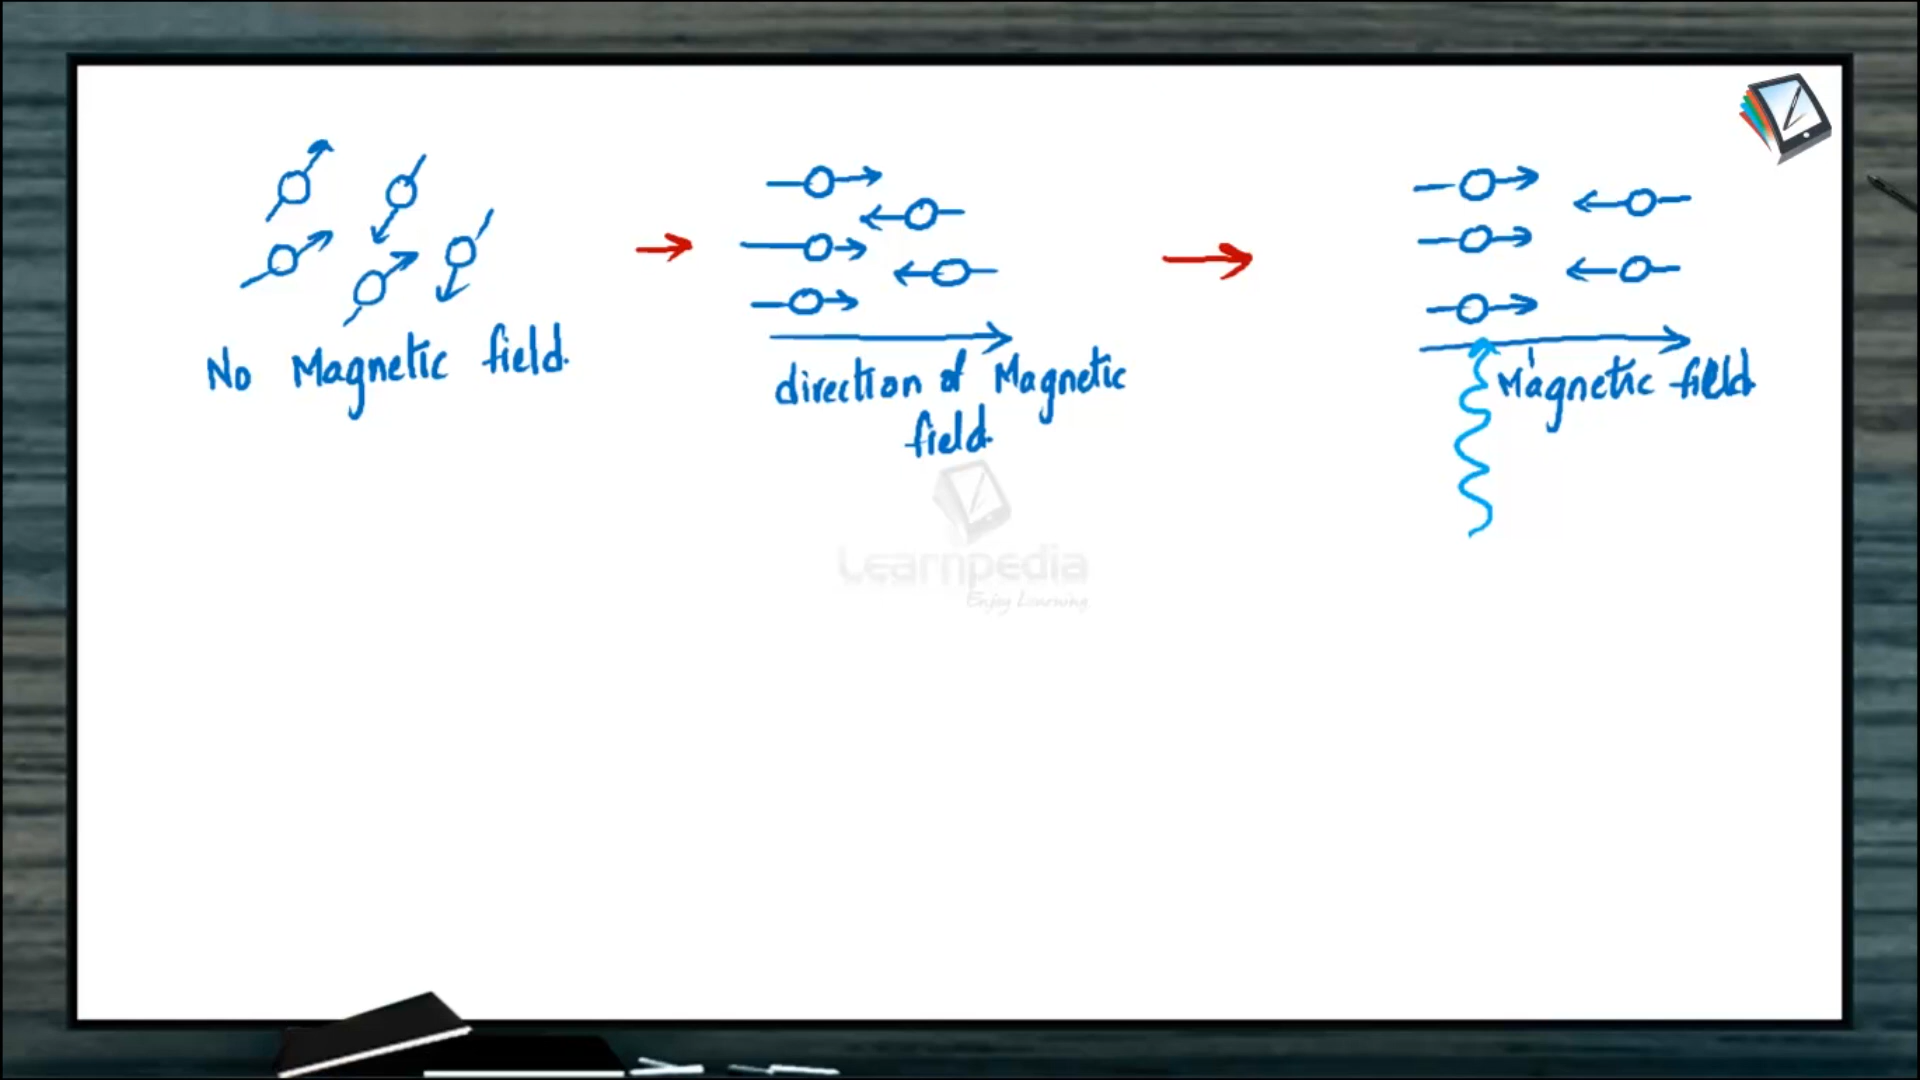 No Magnetic field.
direction of Magnetic
field.
Magnetic field
Learnpedia
Enjoy Learning